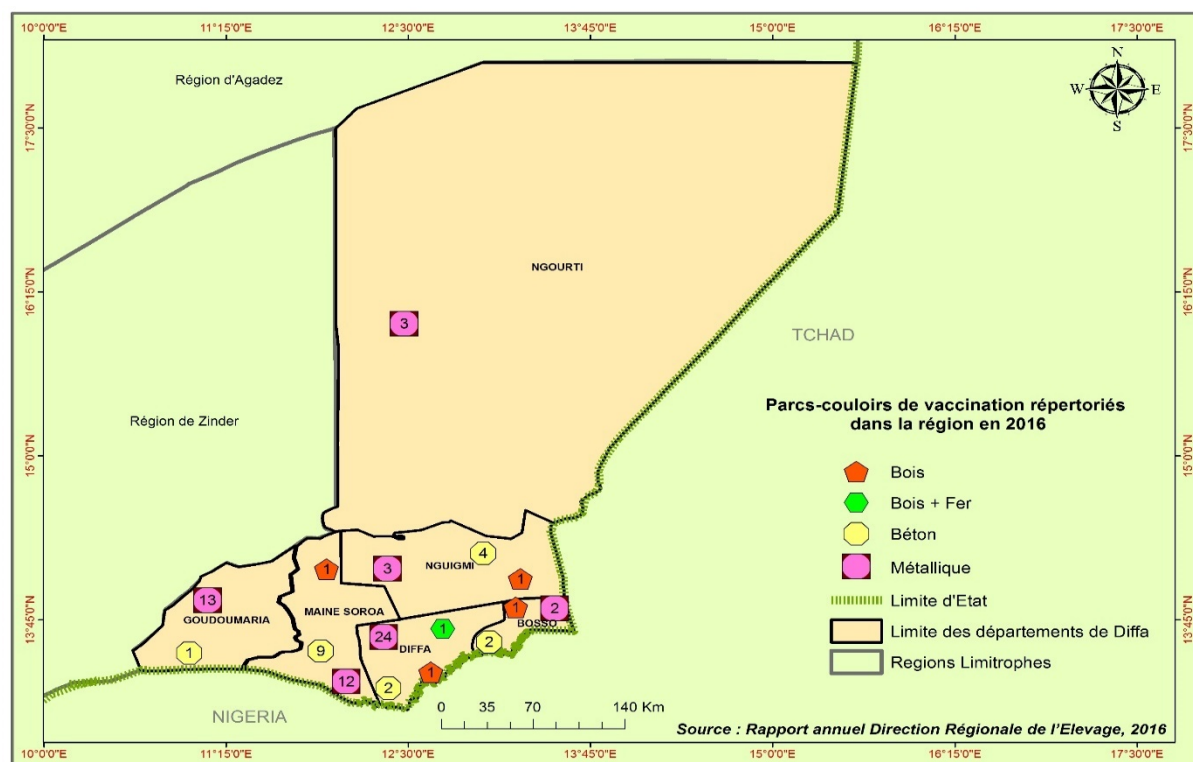 10°0'0"E 11°15'0"E 12°30'0"E 13°45'0"E 15°0'0"E 16°15'0"E 17°30'0"E
Région d'Agadez
N
W E
S
17°30'0"N 17°30'0"N
NGOURTI
16°15'0"N 16°15'0"N
3
TCHAD
Parcs-couloirs de vaccination répertoriés
dans la région en 2016
Région de Zinder
15°0'0"N 15°0'0"N
Bois
Bois + Fer
Béton
Métallique
Limite d'Etat
Limite des départements de Diffa
Regions Limitrophes
4
1 3 NGUIGMI
1
13 MAINE SOROA 1 2
GOUDOUMARIA BOSSO
13°45'0"N 13°45'0"N
24 1
DIFFA 2
1 9
12 2 1
NIGERIA
0 35 70 140 Km
Source : Rapport annuel Direction Régionale de l'Elevage, 2016
10°0'0"E 11°15'0"E 12°30'0"E 13°45'0"E 15°0'0"E 16°15'0"E 17°30'0"E